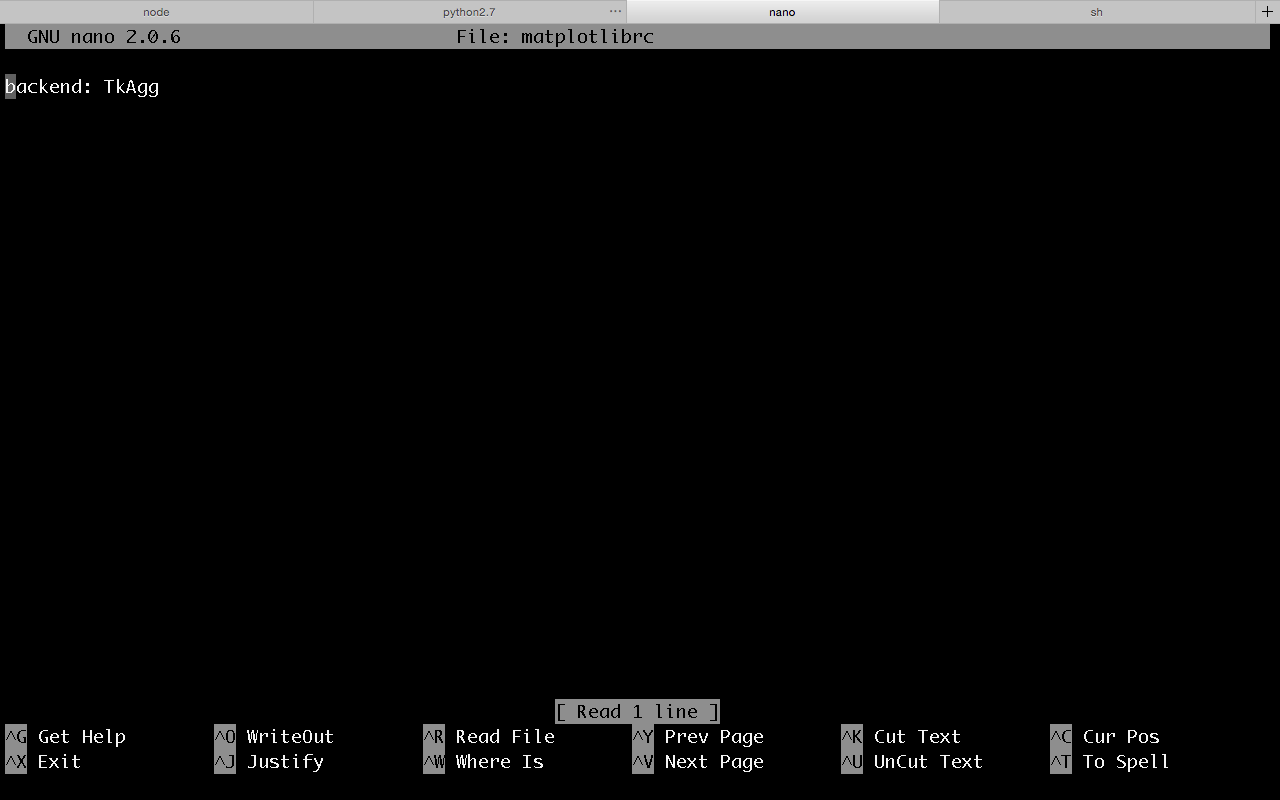 node python2.7 ... nano sh +
GNU nano 2.0.6 File: matplotlibrc
backend: TkAgg
[ Read 1 line ]
^G Get Help ^O WriteOut ^R Read File ^Y Prev Page ^K Cut Text ^C Cur Pos
^X Exit ^J Justify ^W Where Is ^V Next Page ^U UnCut Text ^T To Spell